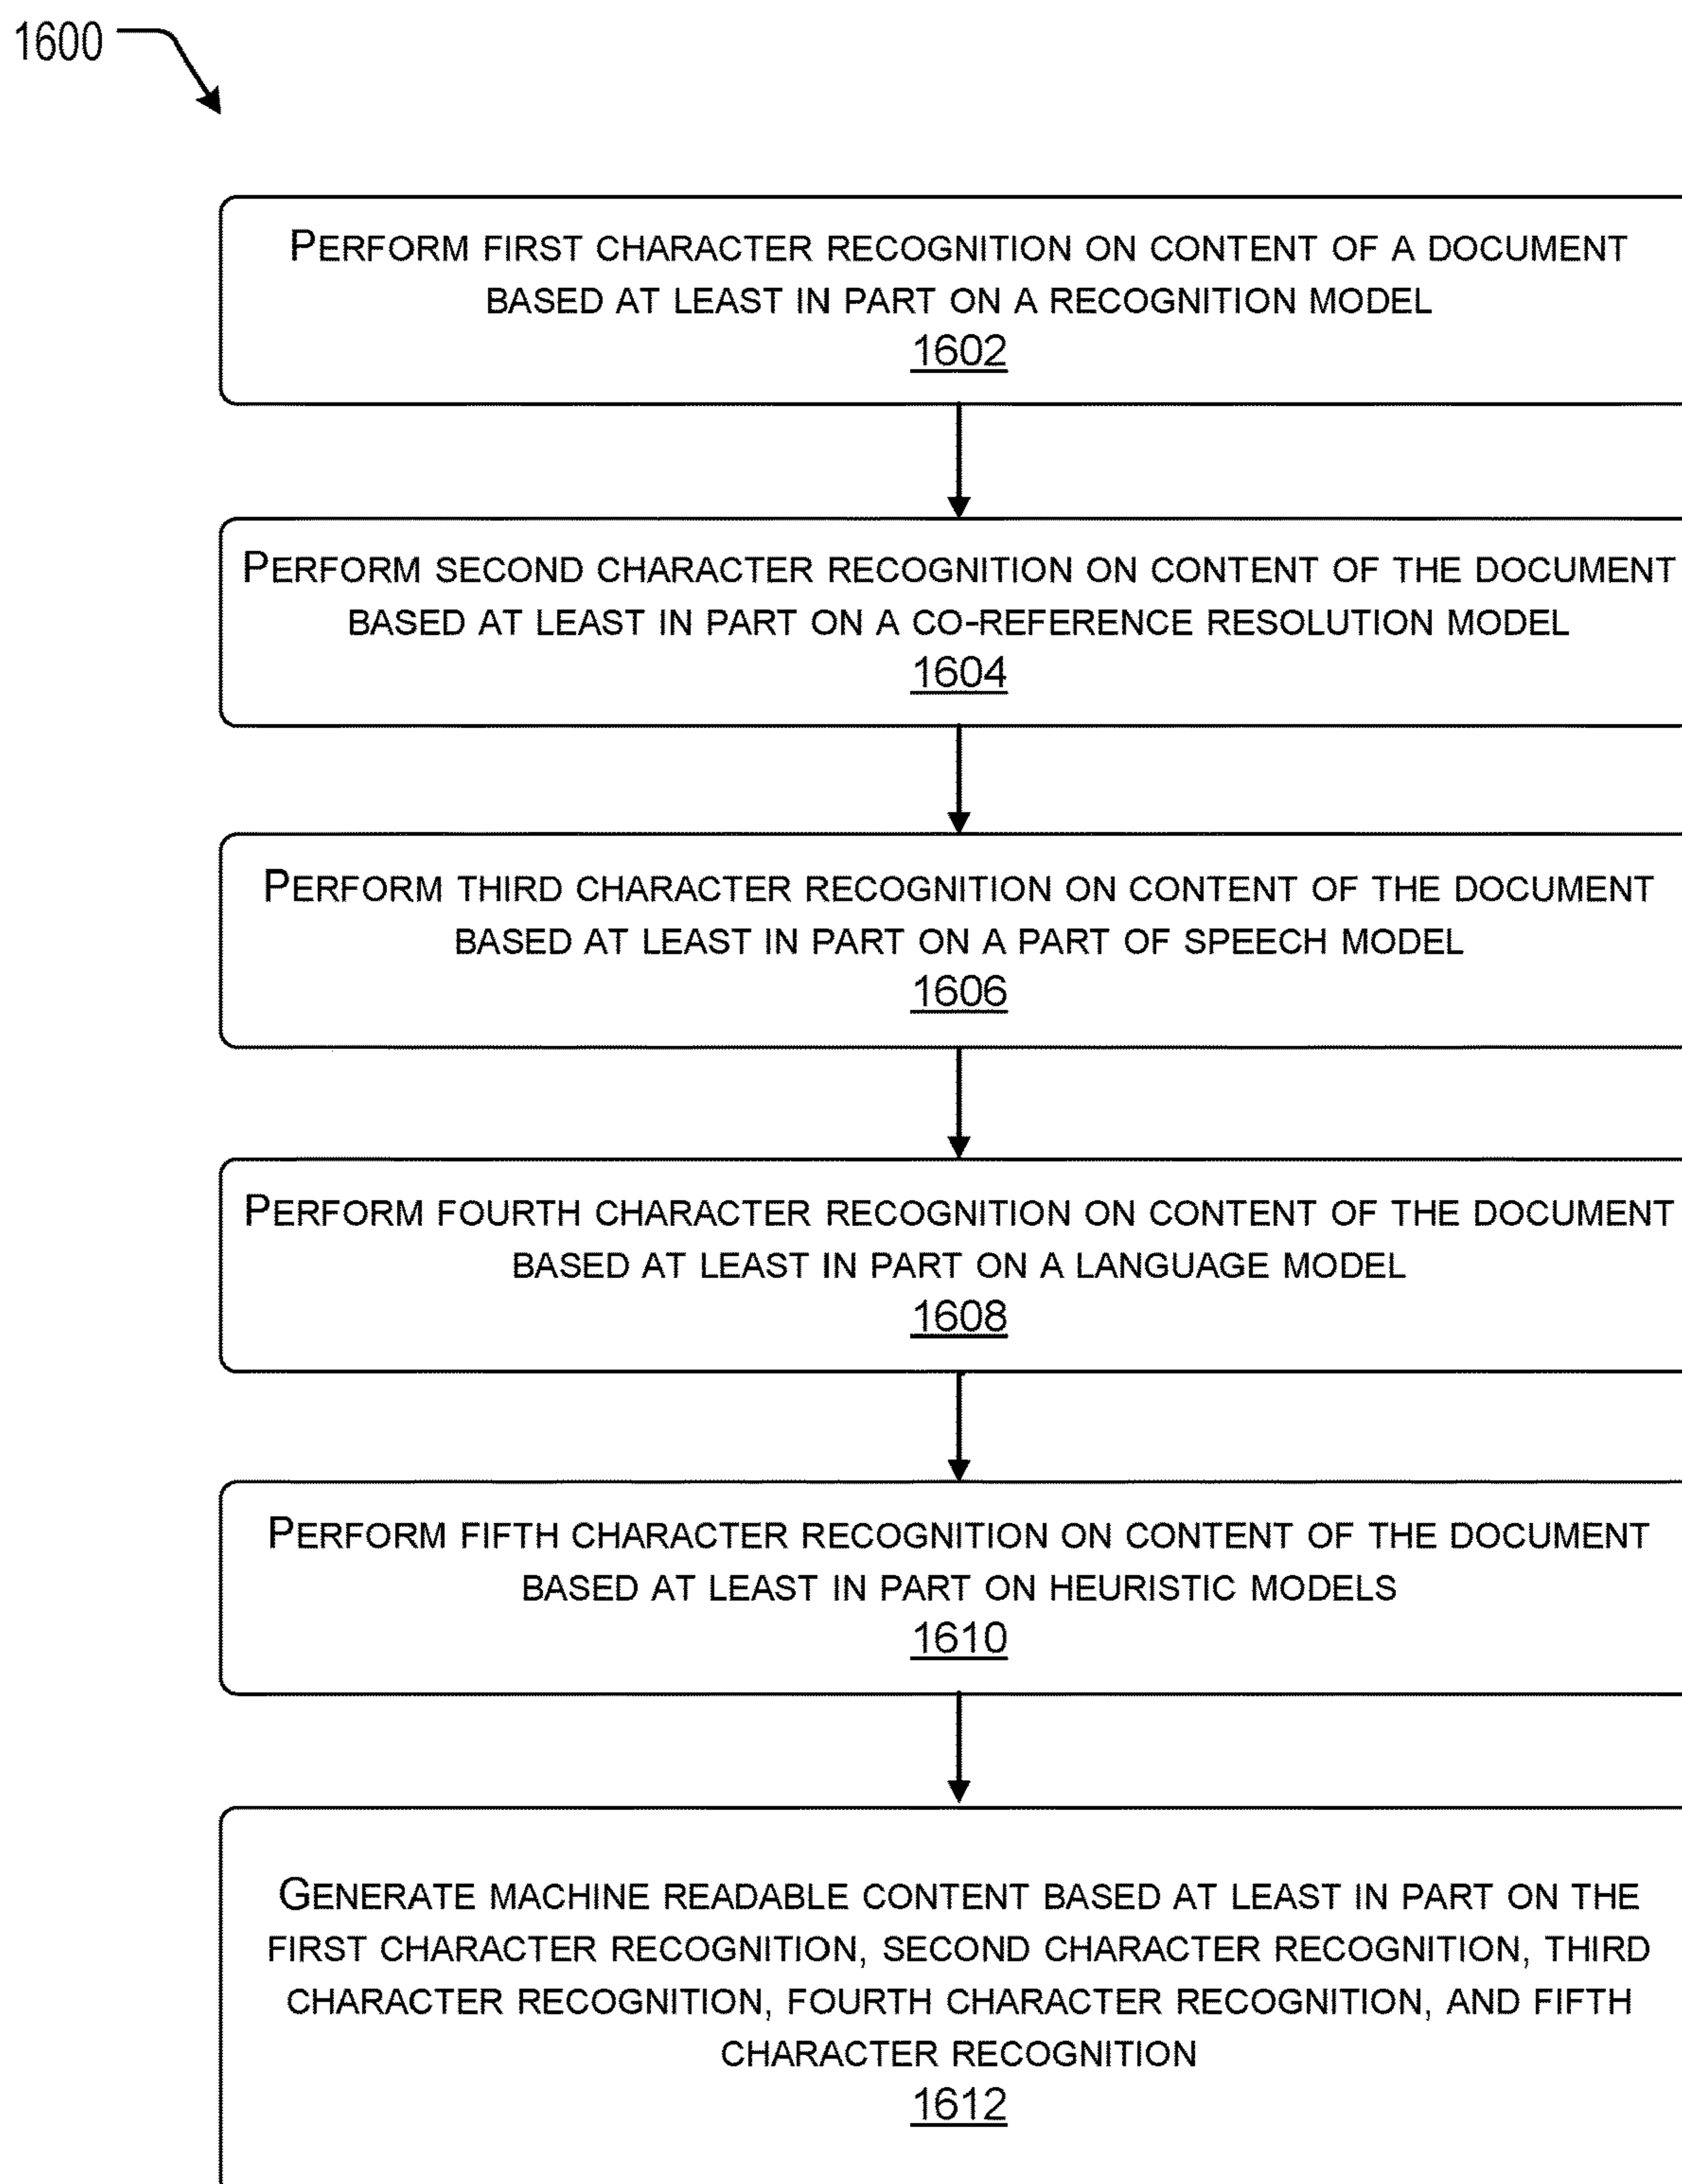 1600
PERFORM FIRST CHARACTER RECOGNITION ON CONTENT OF A DOCUMENT
BASED AT LEAST IN PART ON A RECOGNITION MODEL
1602
PERFORM SECOND CHARACTER RECOGNITION ON CONTENT OF THE DOCUMENT
BASED AT LEAST IN PART ON A CO-REFERENCE RESOLUTION MODEL
1604
PERFORM THIRD CHARACTER RECOGNITION ON CONTENT OF THE DOCUMENT
BASED AT LEAST IN PART ON A PART OF SPEECH MODEL
1606
PERFORM FOURTH CHARACTER RECOGNITION ON CONTENT OF THE DOCUMENT
BASED AT LEAST IN PART ON A LANGUAGE MODEL
1608
PERFORM FIFTH CHARACTER RECOGNITION ON CONTENT OF THE DOCUMENT
BASED AT LEAST IN PART ON HEURISTIC MODELS
1610
GENERATE MACHINE READABLE CONTENT BASED AT LEAST IN PART ON THE
FIRST CHARACTER RECOGNITION, SECOND CHARACTER RECOGNITION, THIRD
CHARACTER RECOGNITION, FOURTH CHARACTER RECOGNITION, AND FIFTH
CHARACTER RECOGNITION
1612